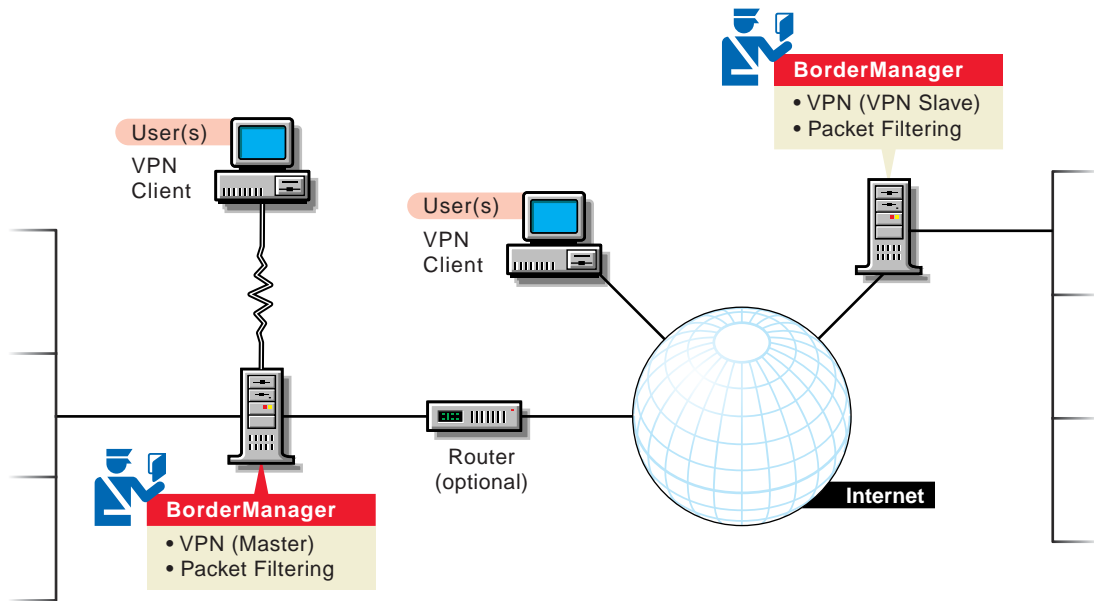 BorderManager
• VPN (VPN Slave)
• Packet Filtering
User(s)
VPN
Client
User(s)
VPN
Client
Router
(optional)
Internet
BorderManager
• VPN (Master)
• Packet Filtering